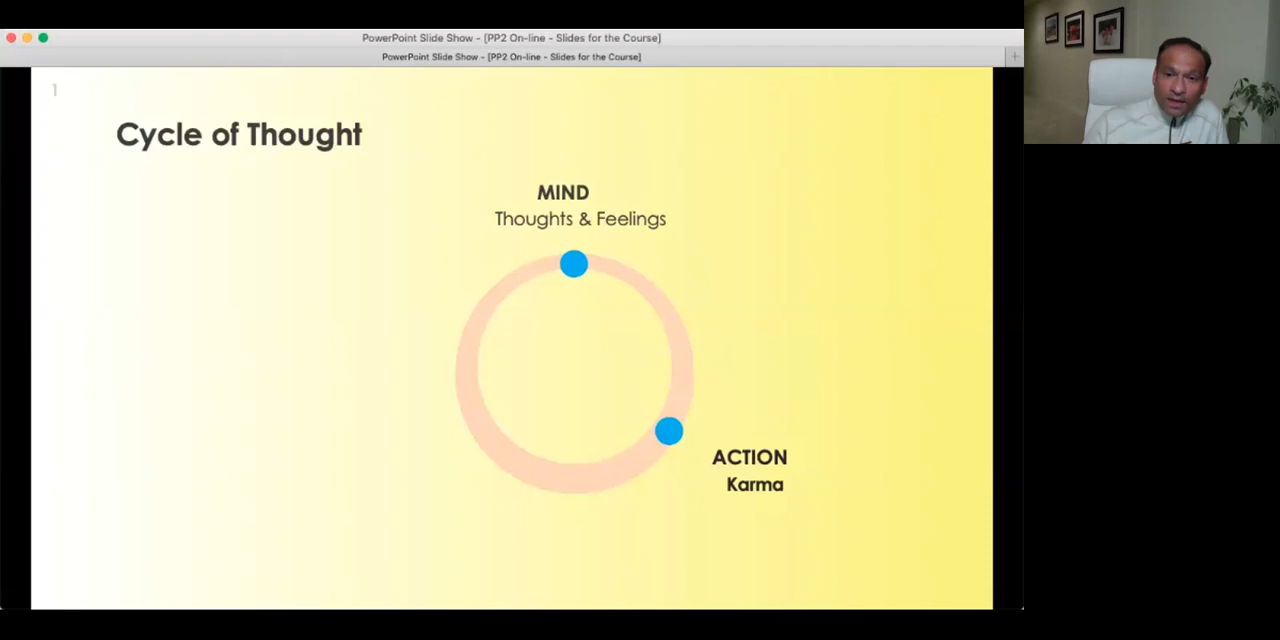 PowerPoint Slide Show - [PP2 On-line - Slides for the Course]
PowerPoint Slide Show - [PP2 On-line - Slides for the Course]
1
Cycle of Thought
MIND
Thoughts & Feelings
ACTION
Karma